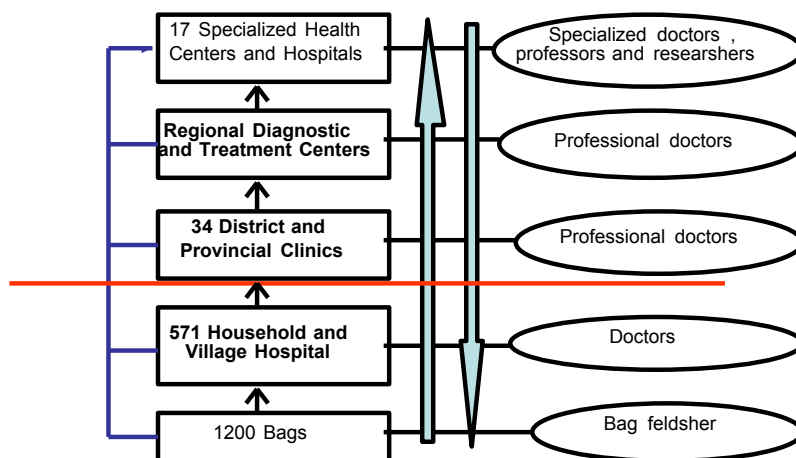 17 Specialized Health
Centers and Hospitals
Specialized doctors ,
professors and researshers
Regional Diagnostic
and Treatment Centers
Professional doctors
34 District and
Provincial Clinics
Professional doctors
571 Household and
Village Hospital
Doctors
1200 Bags
Bag feldsher